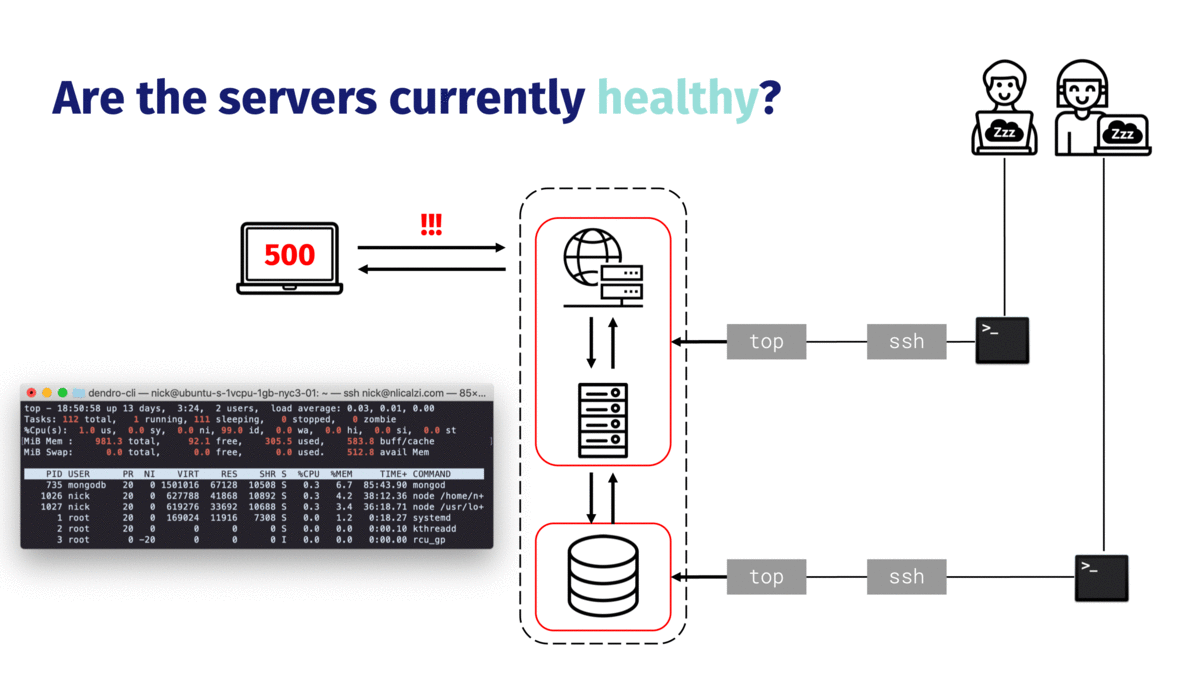 Are the servers currently healthy?
Zzz
Zzz
!!!
500
top
ssh
>_
dendro-cli — nick@ubuntu-s-1vcpu-1gb-nyc3-01: ~ — ssh nick@nlicalzi.com — 85×...
top - 18:50:58 up 13 days,  3:24,  2 users,  load average: 0.03, 0.01, 0.00
Tasks: 112 total,   1 running, 111 sleeping,   0 stopped,   0 zombie
%Cpu(s):  1.0 us,  0.0 sy,  0.0 ni, 99.0 id,  0.0 wa,  0.0 hi,  0.0 si,  0.0 st
MiB Mem :    981.3 total,     92.1 free,    305.5 used,    583.8 buff/cache
MiB Swap:      0.0 total,      0.0 free,      0.0 used.    512.8 avail Mem
PID USER      PR  NI    VIRT    RES    SHR S  %CPU  %MEM     TIME+ COMMAND
735 mongodb   20   0 1501016  67128  10508 S   0.3   6.7  85:43.90 mongod
1026 nick      20   0  627788  41868  10892 S   0.3   4.2  38:12.36 node /home/n+
1027 nick      20   0  619276  33692  10688 S   0.3   3.4  36:18.71 node /usr/lo+
1 root      20   0  169024  11916   7308 S   0.0   1.2   0:18.27 systemd
2 root      20   0       0      0      0 S   0.0   0.0   0:00.10 kthreadd
3 root       0 -20       0      0      0 I   0.0   0.0   0:00.00 rcu_gp
top
ssh
>_